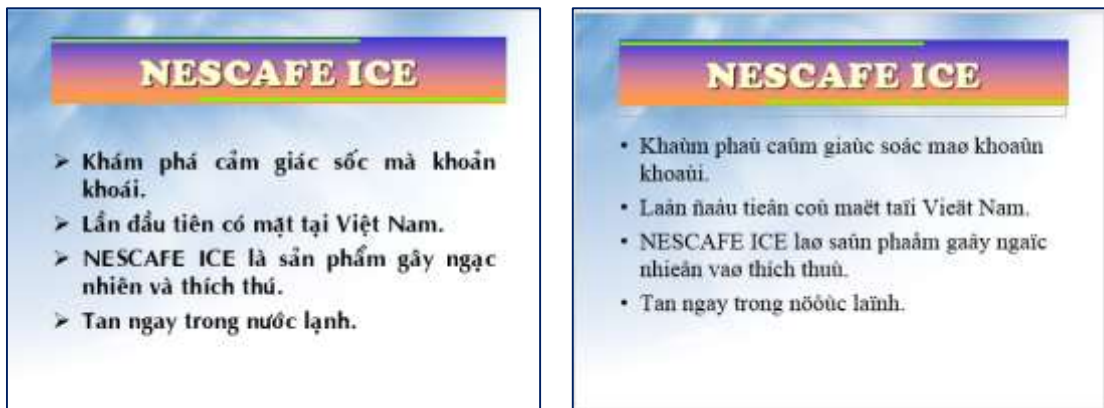 NESCAFE ICE
➢ Khám phá cảm giác sốc mà khoản
khoái.
➢ Lần đầu tiên có mặt tại Việt Nam.
➢ NESCAFE ICE là sản phẩm gây ngạc
nhiên và thích thú.
➢ Tan ngay trong nước lạnh.
NESCAFE ICE
• Khaùm phaù caûm giaùc soác maø khoaûn
khoaùi.
• Laàn ñaàu tieân coù maët taïi Vieät Nam.
• NESCAFE ICE laø saûn phaåm gaây ngaïc
nhieân vaø thích thuù.
• Tan ngay trong nöôùc laïnh.